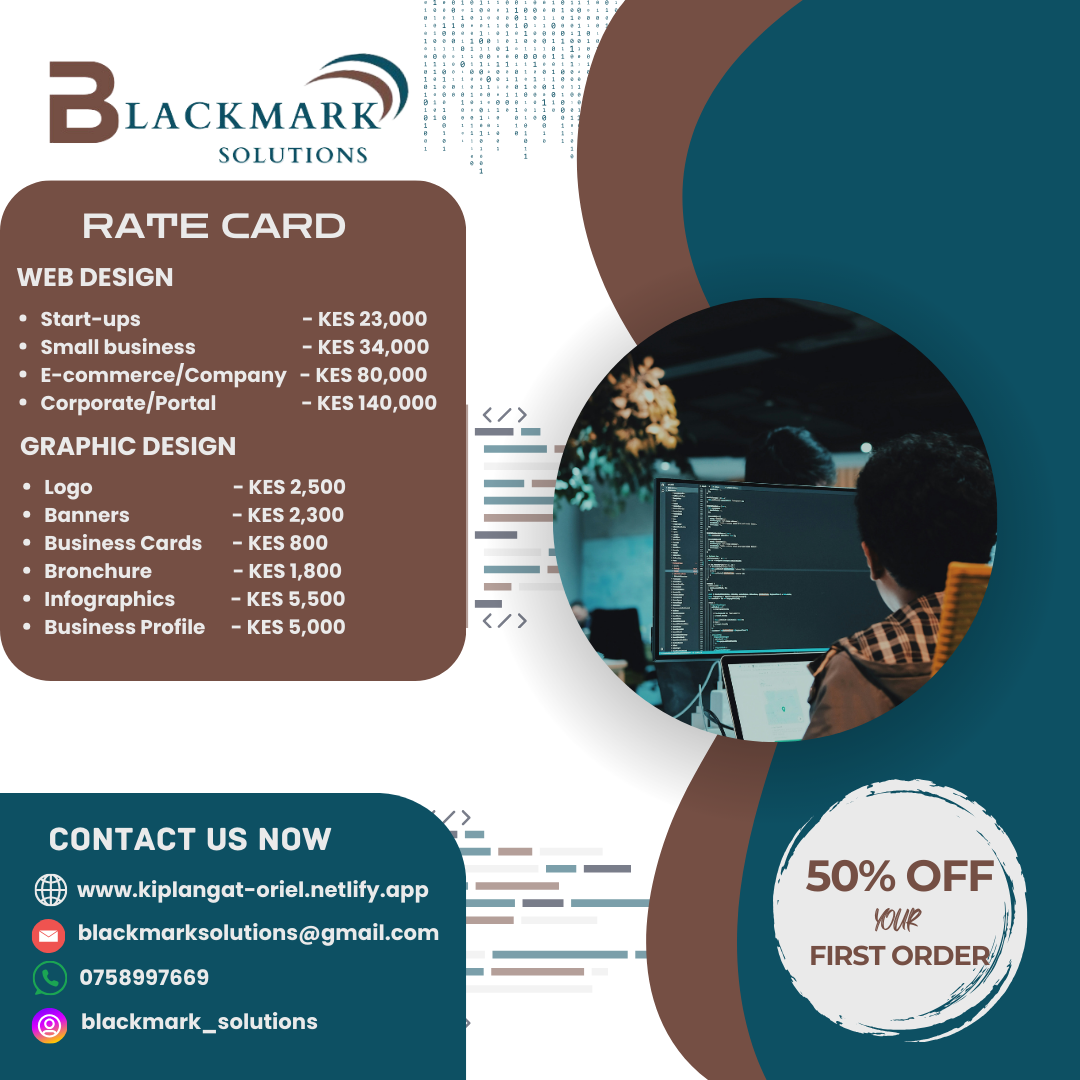 BLACKMARK
SOLUTIONS
RATE CARD
WEB DESIGN
• Start-ups - KES 23,000
• Small business - KES 34,000
• E-commerce/Company - KES 80,000
• Corporate/Portal - KES 140,000
GRAPHIC DESIGN
• Logo - KES 2,500
• Banners - KES 2,300
• Business Cards - KES 800
• Bronchure - KES 1,800
• Infographics - KES 5,500
• Business Profile - KES 5,000
CONTACT US NOW
www.kiplangat-oriel.netlify.app
blackmarksolutions@gmail.com
0758997669
blackmark_solutions
50% OFF
YOUR
FIRST ORDER